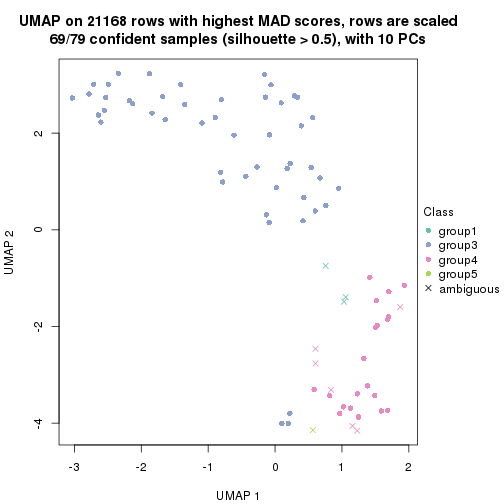 UMAP on 21168 rows with highest MAD scores, rows are scaled
69/79 confident samples (silhouette > 0.5), with 10 PCs
2
0
-2
-4
UMAP 2
-3
-2
-1
0
1
2
UMAP 1
Class
group1
group3
group4
group5
ambiguous